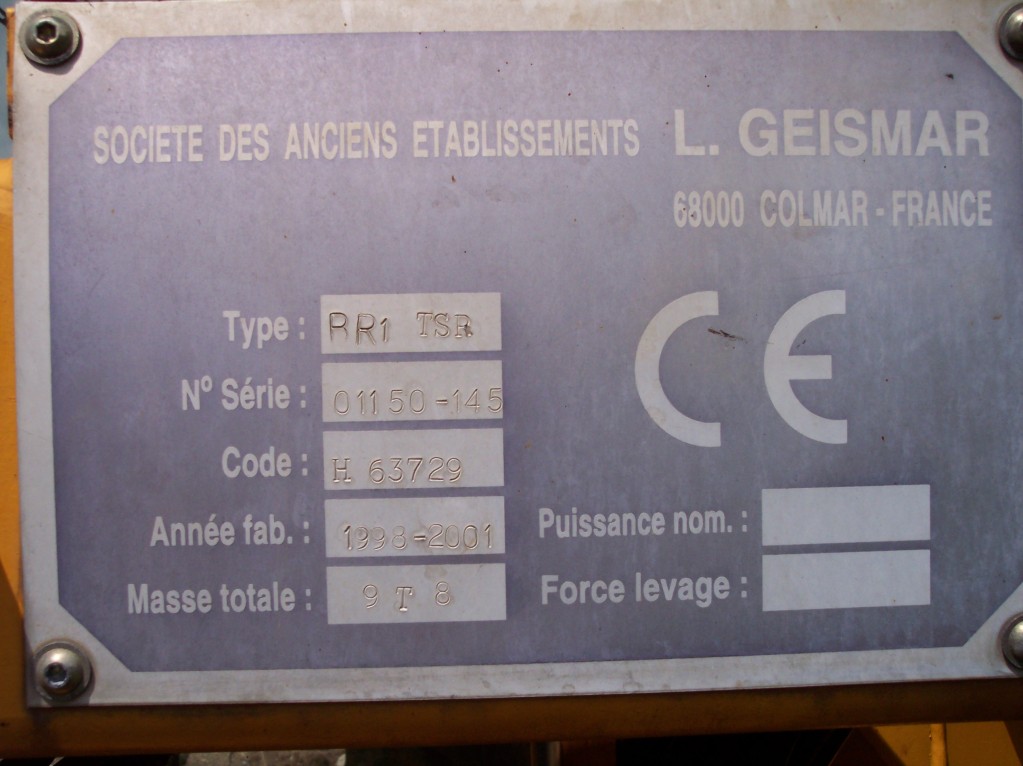 SOCIETE DES ANCIENS ETABLISSEMENTS L. GEISMAR
68000 COLMAR - FRANCE
Type : RR1 TSR
N° Série : 01150-145
Code : H 63729
Année fab. : 1998-2001
Masse totale : 9 T 8
CE
Puissance nom. :
Force levage :